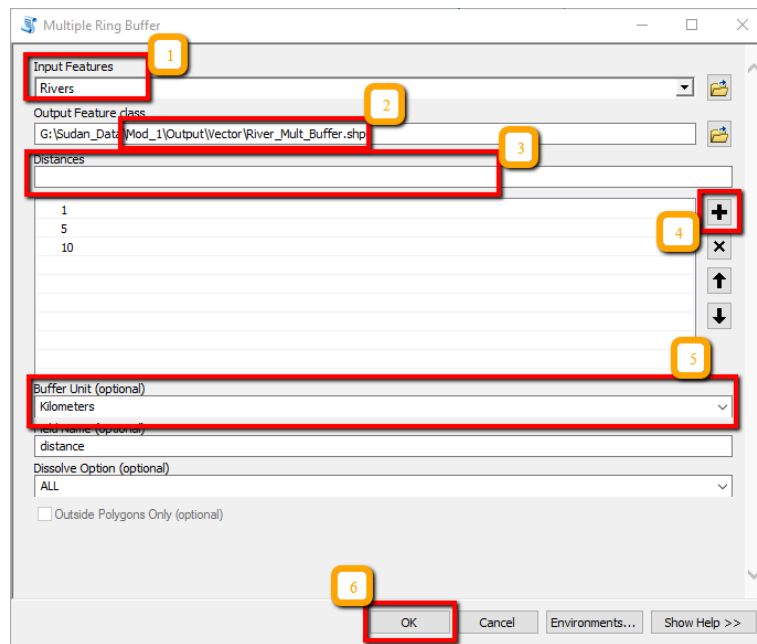 Multiple Ring Buffer
1
Input Features
Rivers
2
Output Feature class
G:\Sudan_Data\Mod_1\Output\Vector\River_Mult_Buffer.shp
3
Distances
1
5
10
4
5
Buffer Unit (optional)
Kilometers
Field Name (optional)
distance
Dissolve Option (optional)
ALL
Outside Polygons Only (optional)
6
OK Cancel Environments... Show Help >>